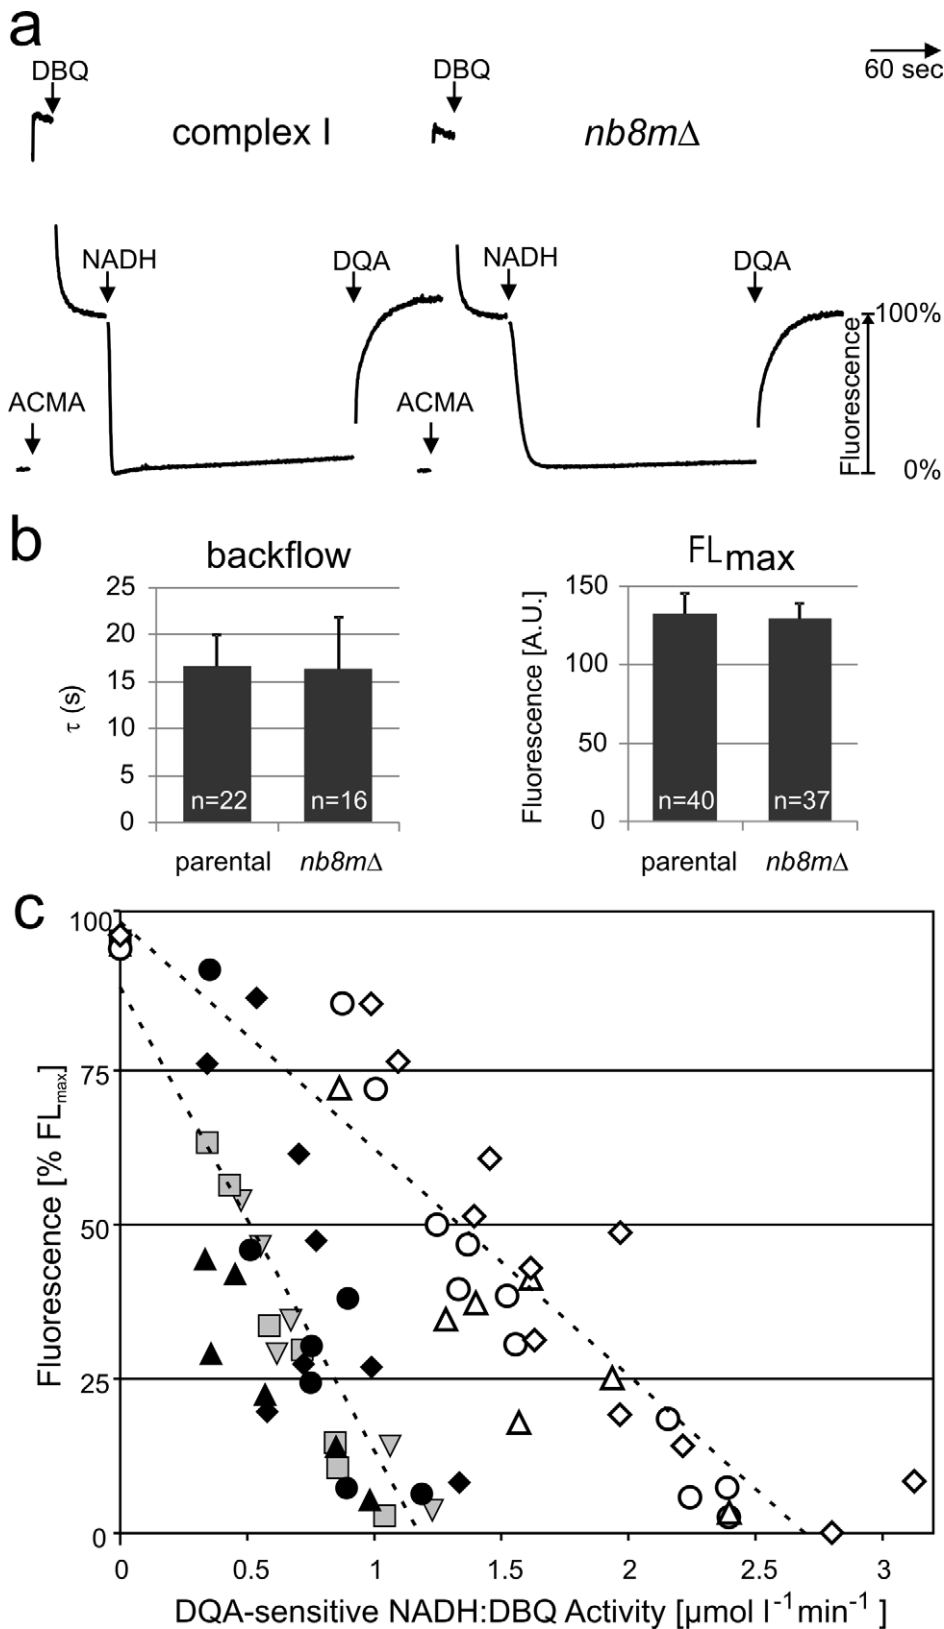 a
DBQ
DBQ
60 sec
complex I
nb8mΔ
NADH
DQA
NADH
DQA
100%
Fluorescence
ACMA
ACMA
0%
b
backflow
FLmax
25
20
15
10
5
0
τ (s)
n=22
n=16
parental
nb8mΔ
150
100
50
0
Fluorescence [A.U.]
n=40
n=37
parental
nb8mΔ
c
100
75
50
25
0
Fluorescence [% FLmax]
0
0.5
1
1.5
2
2.5
3
DQA-sensitive NADH:DBQ Activity [µmol l⁻¹min⁻¹ ]